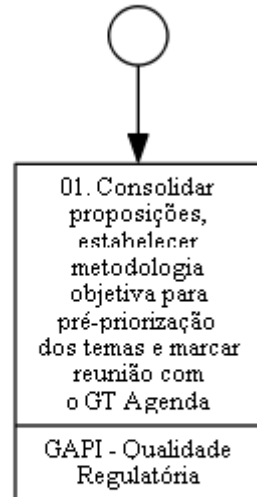 01. Consolidar
proposições,
estabelecer
metodologia
objetiva para
pré-priorização
dos temas e marcar
reunião com
o GT Agenda
GAPI - Qualidade
Regulatória